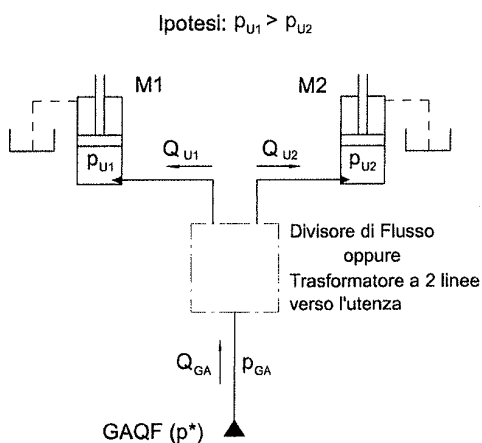 Ipotesi: pU1 > pU2
M1
M2
pU1
QU1
QU2
pU2
Divisore di Flusso
oppure
Trasformatore a 2 linee
verso l'utenza
QGA
pGA
GAQF (p*)